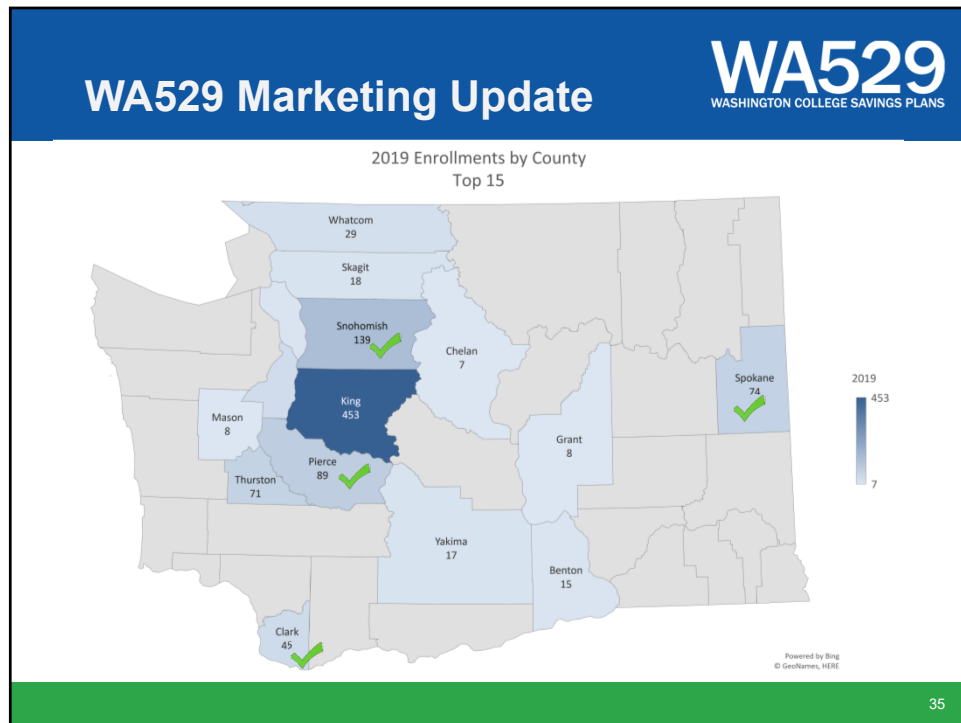 WA529 Marketing Update
WA529
WASHINGTON COLLEGE SAVINGS PLANS
2019 Enrollments by County
Top 15
Whatcom
29
Skagit
18
Snohomish
139
Chelan
7
Spokane
74
King
453
Mason
8
Grant
8
Pierce
89
Thurston
71
Yakima
17
Benton
15
Clark
45
2019
453
7
Powered by Bing
© GeoNames, HERE
35